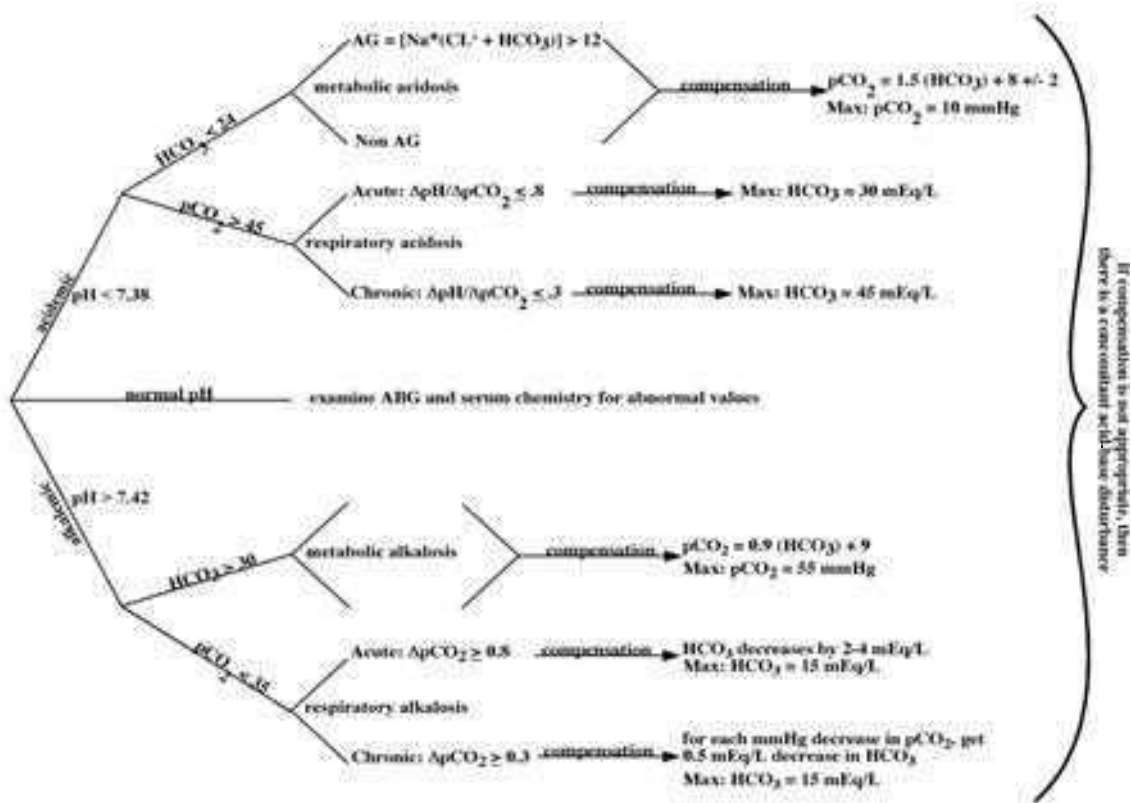 AG = [Na*(CL⁺ + HCO₃)] > 12
metabolic acidosis
compensation
pCO₂ = 1.5 (HCO₃) + 8 +/- 2
Max: pCO₂ = 10 mmHg
HCO₃ < 24
Non AG
Acute: ΔpH/ΔpCO₂ ≤ .8
compensation
Max: HCO₃ = 30 mEq/L
pCO₂ > 45
respiratory acidosis
Chronic: ΔpH/ΔpCO₂ ≤ .3
compensation
Max: HCO₃ = 45 mEq/L
acidemic
pH < 7.38
normal pH
examine ABG and serum chemistry for abnormal values
alkalemic
pH > 7.42
HCO₃ > 30
metabolic alkalosis
compensation
pCO₂ = 0.9 (HCO₃) + 9
Max: pCO₂ = 55 mmHg
pCO₂ < 35
Acute: ΔpCO₂ ≥ 0.8
compensation
HCO₃ decreases by 2-4 mEq/L
Max: HCO₃ = 15 mEq/L
respiratory alkalosis
Chronic: ΔpCO₂ ≥ 0.3
compensation
for each mmHg decrease in pCO₂, get
0.5 mEq/L decrease in HCO₃
Max: HCO₃ = 15 mEq/L
If compensation is not appropriate, then
there is a concomitant acid-base disturbance